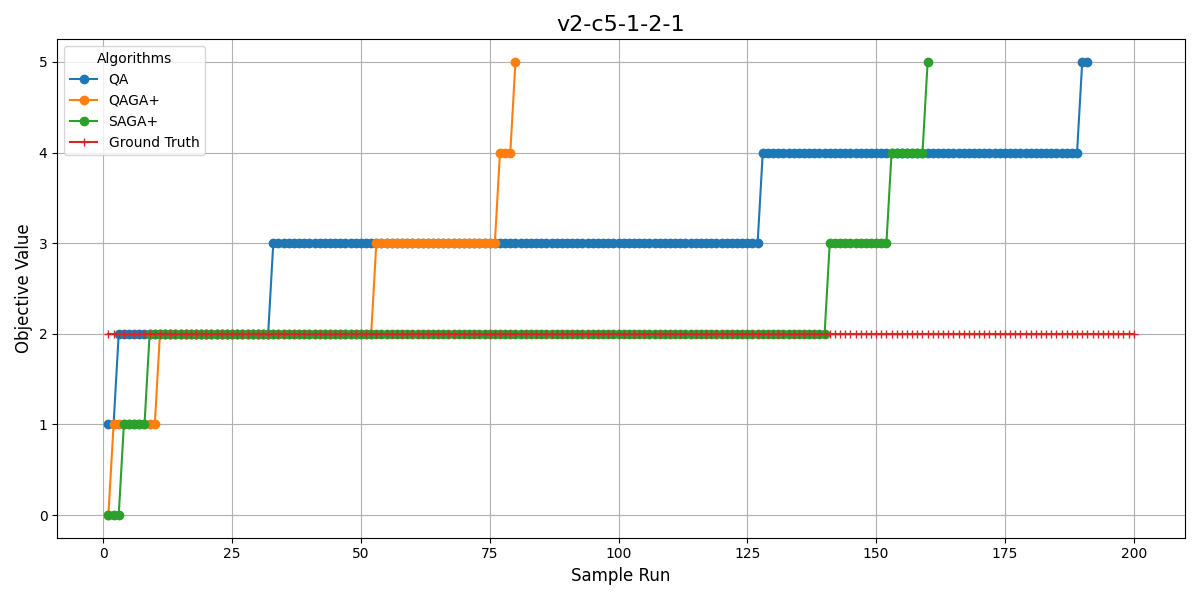 v2-c5-1-2-1
Algorithms
QA
QAGA+
SAGA+
Ground Truth
Objective Value
5
4
3
2
1
0
0 25 50 75 100 125 150 175 200
Sample Run